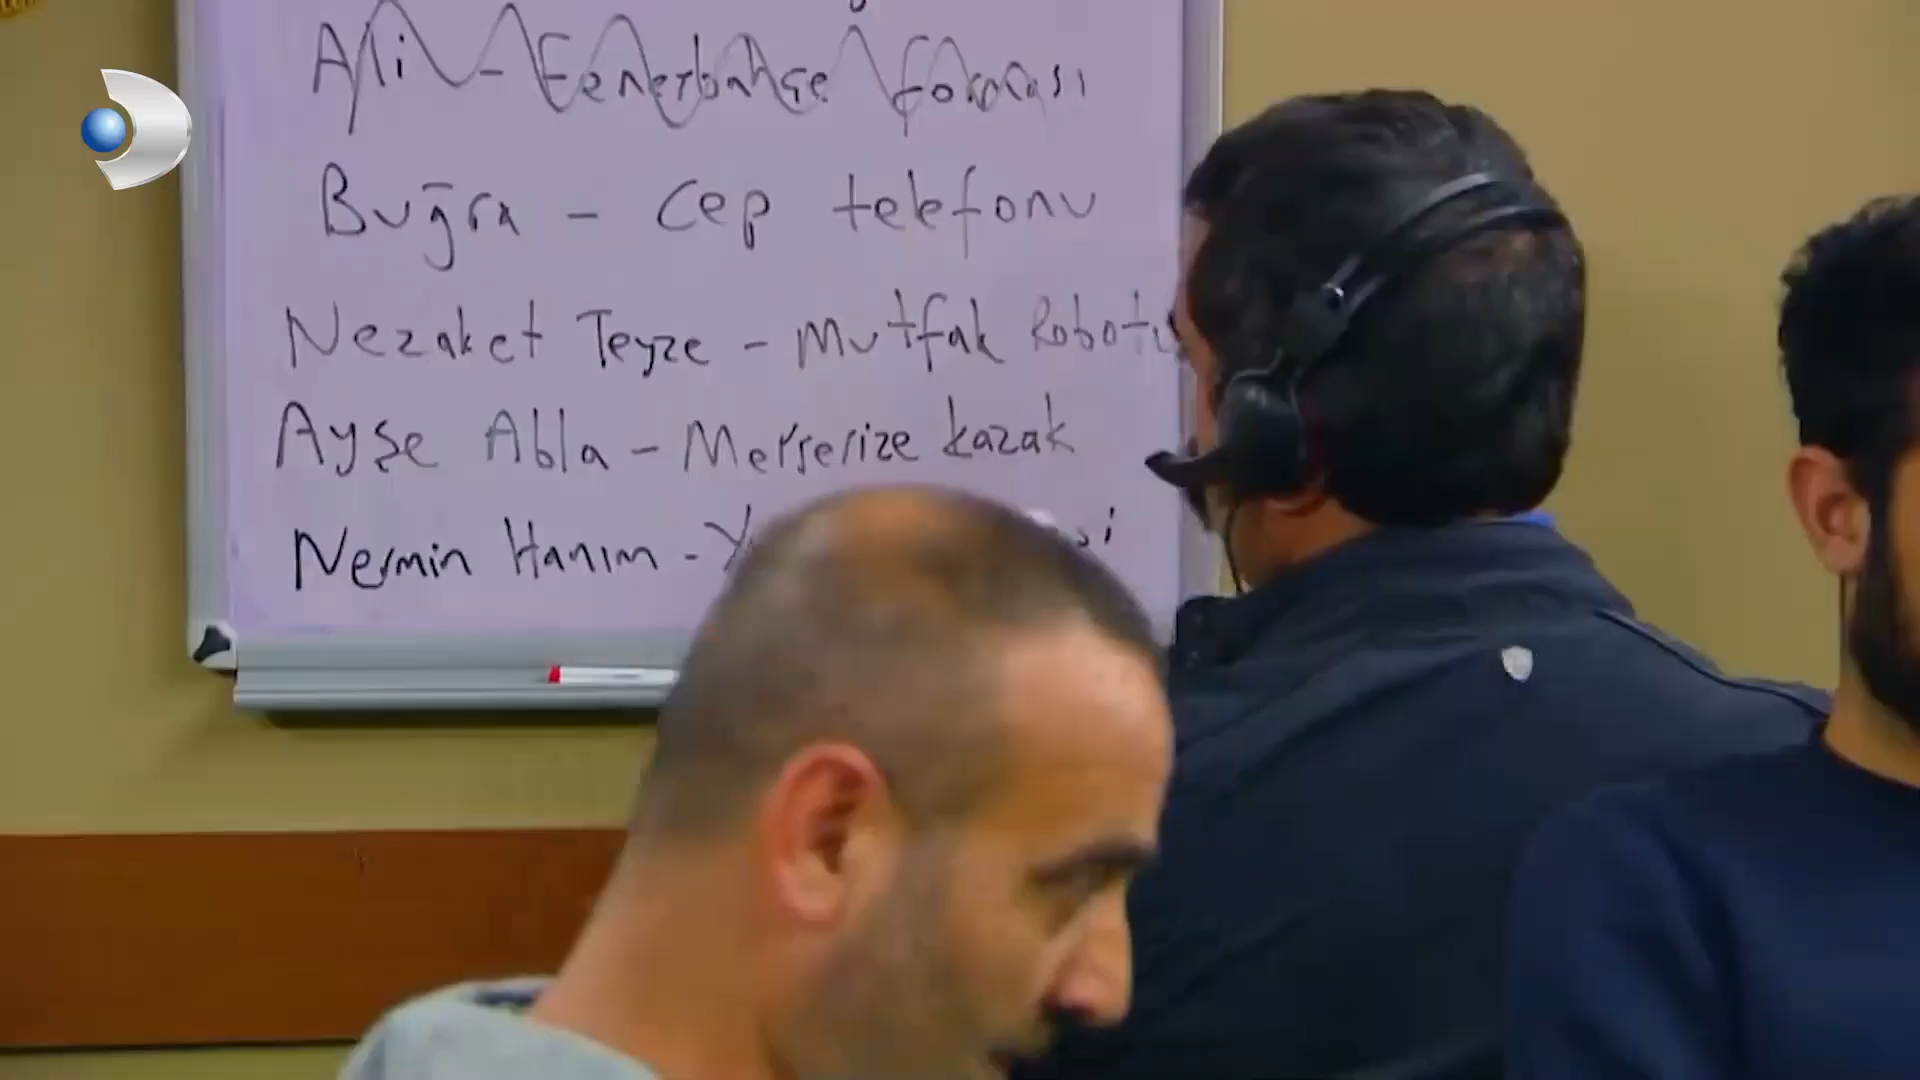 Ali - Fenerbahçe forması
Buğra - Cep telefonu
Nezaket Teyze - Mutfak Robotu
Ayşe Abla - Merserize kazak
Nermin Hanım -